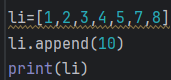 li=[1,2,3,4,5,7,8]
li.append(10)
print(li)